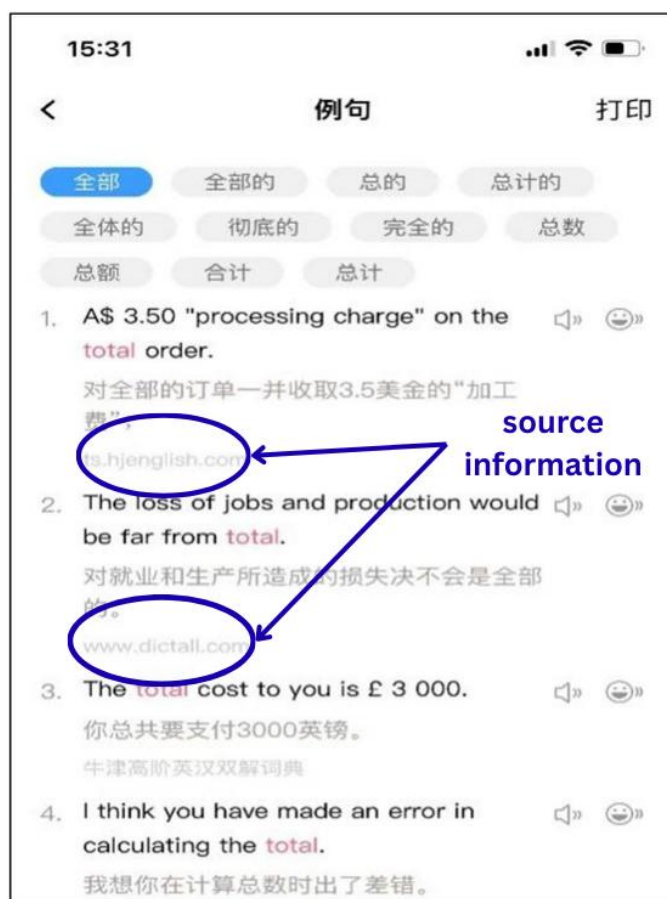 15:31
例句 打印
全部 全部的 总的 总计的
全体的 彻底的 完全的 总数
总额 合计 总计
1. A$ 3.50 "processing charge" on the
total order.
对全部的订单一并收取3.5美金的“加工
费”，
ts.hjenglish.com
source
information
2. The loss of jobs and production would
be far from total.
对就业和生产所造成的损失决不会是全部
的。
www.dictall.com
3. The total cost to you is £ 3 000.
你总共要支付3000英镑。
牛津高阶英汉双解词典
4. I think you have made an error in
calculating the total.
我想你在计算总数时出了差错。